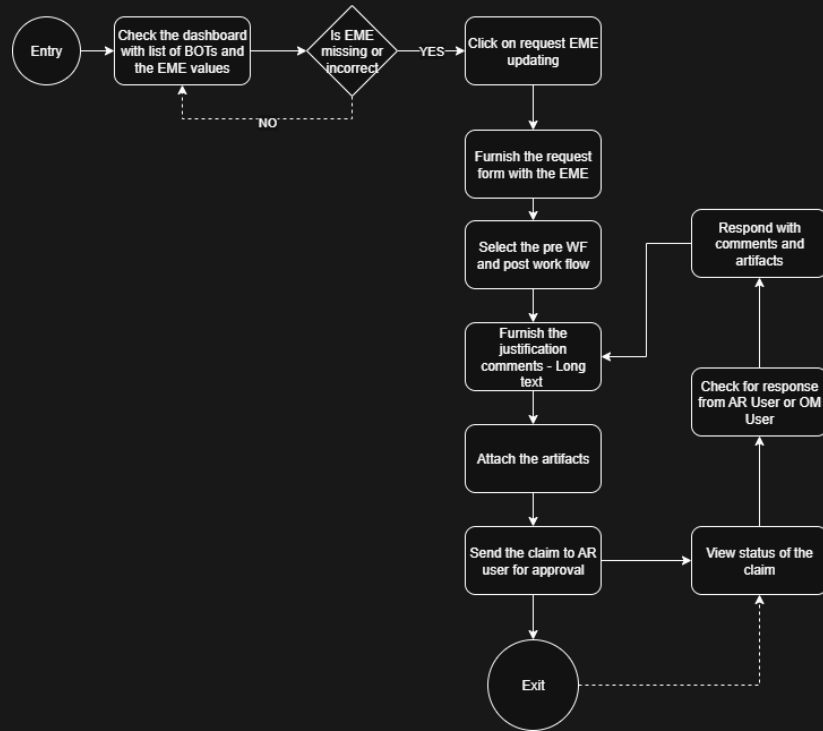 Entry
Check the dashboard
with list of BOTs and
the EME values
Is EME
missing or
incorrect
YES
Click on request EME
updating
NO
Furnish the request
form with the EME
Select the pre WF
and post work flow
Respond with
comments and
artifacts
Furnish the
justification
comments - Long
text
Check for response
from AR User or OM
User
Attach the artifacts
Send the claim to AR
user for approval
View status of the
claim
Exit